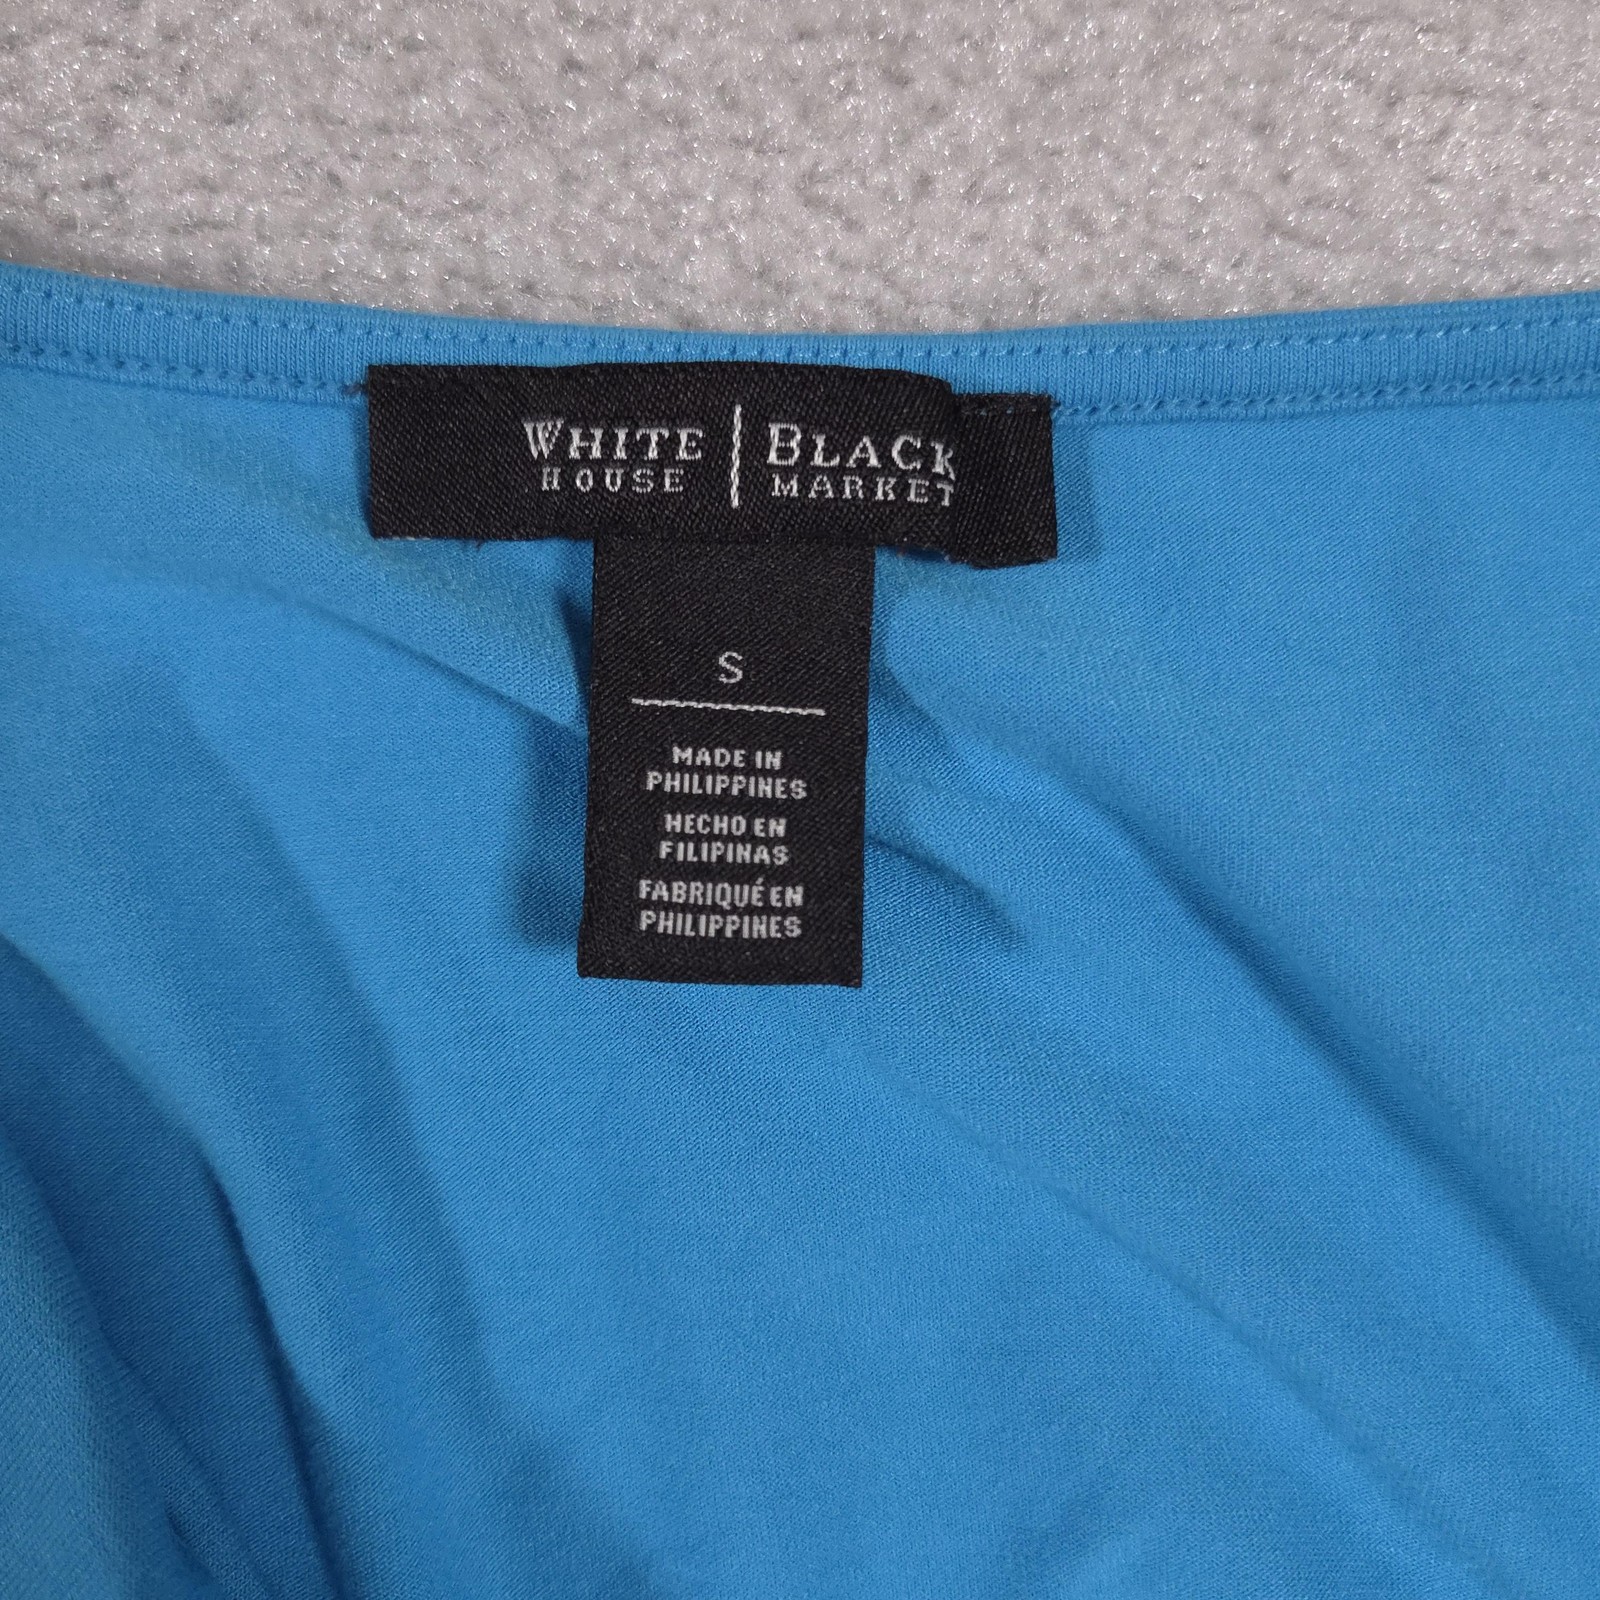 WHITE | BLACK
HOUSE | MARKET
S
MADE IN
PHILIPPINES
HECHO EN
FILIPINAS
FABRIQUÉ EN
PHILIPPINES